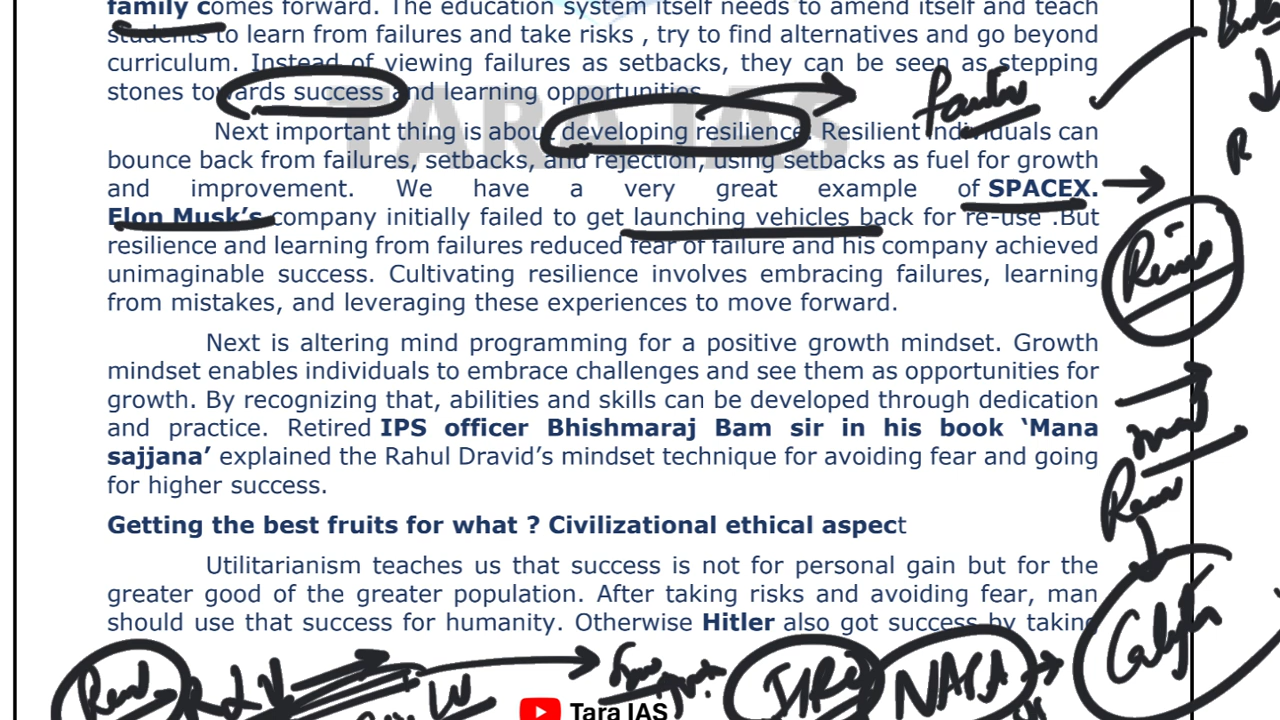 family comes forward. The education system itself needs to amend itself and teach
students to learn from failures and take risks , try to find alternatives and go beyond
curriculum. Instead of viewing failures as setbacks, they can be seen as stepping
stones towards success and learning opportunities.
TARA IAS
Next important thing is about developing resilience. Resilient individuals can
bounce back from failures, setbacks, and rejection, using setbacks as fuel for growth
and improvement. We have a very great example of SPACEX.
Elon Musk’s company initially failed to get launching vehicles back for re-use .But
resilience and learning from failures reduced fear of failure and his company achieved
unimaginable success. Cultivating resilience involves embracing failures, learning
from mistakes, and leveraging these experiences to move forward.
Next is altering mind programming for a positive growth mindset. Growth
mindset enables individuals to embrace challenges and see them as opportunities for
growth. By recognizing that, abilities and skills can be developed through dedication
and practice. Retired IPS officer Bhishmaraj Bam sir in his book ‘Mana
sajjana’ explained the Rahul Dravid’s mindset technique for avoiding fear and going
for higher success.
Getting the best fruits for what ? Civilizational ethical aspect
Utilitarianism teaches us that success is not for personal gain but for the
greater good of the greater population. After taking risks and avoiding fear, man
should use that success for humanity. Otherwise Hitler also got success by taking
RLV
NASA
Tara IAS